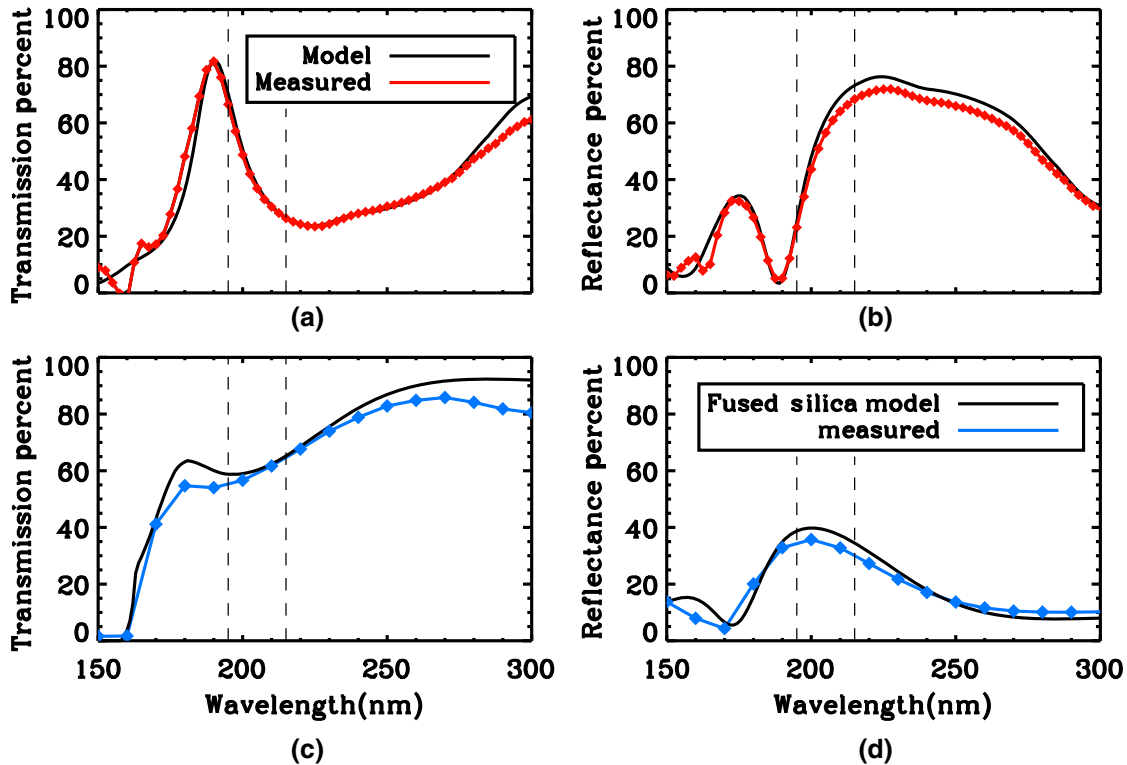 100
80
60
40
20
0
Transmission percent
Model
Measured
(a)
100
80
60
40
20
0
Reflectance percent
(b)
100
80
60
40
20
0
Transmission percent
150 200 250 300
Wavelength(nm)
(c)
100
80
60
40
20
0
Reflectance percent
Fused silica model
measured
150 200 250 300
Wavelength(nm)
(d)